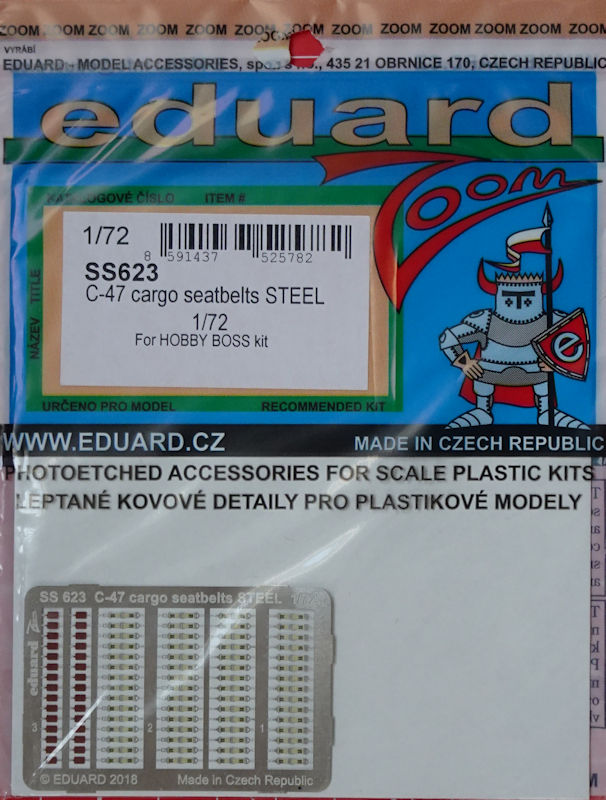 ZOOM ZOOM ZOOM ZOOM ZOOM ZOOM ZOOM ZOOM ZOOM
VYRÁBÍ
EDUARD - MODEL ACCESSORIES, 435 21 OBRNICE 170, CZECH REPUBLIC
eduard
Zoom
ČÍSLO ITEM #
NÁZEV TITLE
1/72
8 591437 525782
SS623
C-47 cargo seatbelts STEEL
1/72
For HOBBY BOSS kit
e
URČENO PRO MODEL RECOMMENDED KIT
WWW.EDUARD.CZ MADE IN CZECH REPUBLIC
PHOTOETCHED ACCESSORIES FOR SCALE PLASTIC KITS
LEPTANÉ KOVOVÉ DETAILY PRO PLASTIKOVÉ MODELY
SS 623 C-47 cargo seatbelts STEEL 1/72
eduard Zoom
3 2 1
© EDUARD 2018 Made in Czech Republic